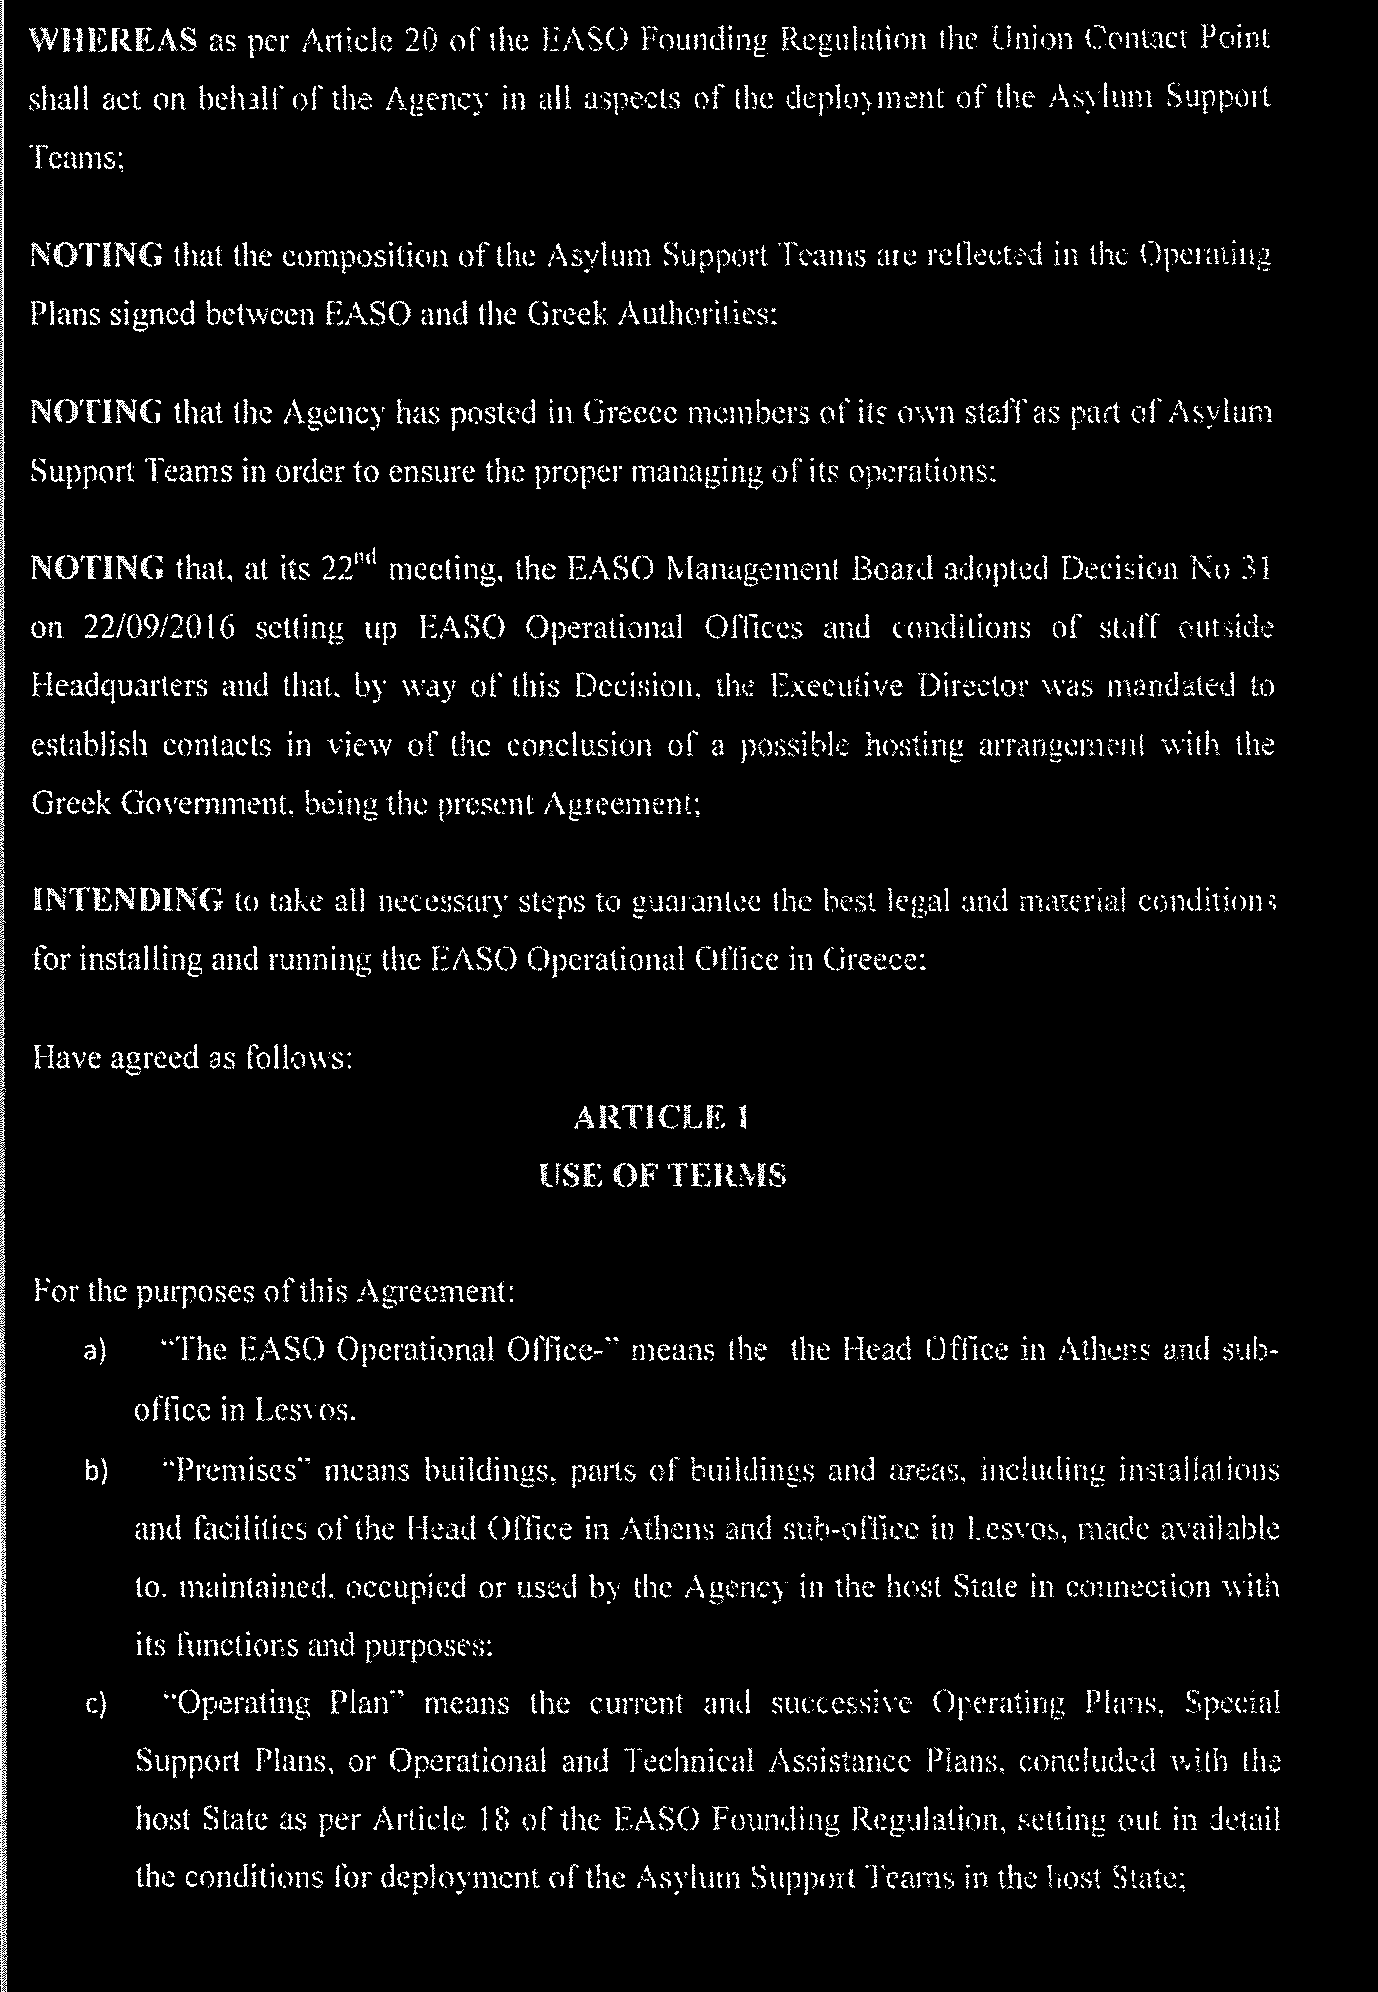 WHEREAS as per Article 20 of the EASO Founding Regulation the Union Contact Point
shall act on behalf of the Agency in all aspects of the deployment of the Asylum Support
Teams;
NOTING that the composition of the Asylum Support Teams are reflected in the Operating
Plans signed between EASO and the Greek Authorities;
NOTING that the Agency has posted in Greece members of its own staff as part of Asylum
Support Teams in order to ensure the proper managing of its operations;
NOTING that, at its 22nd meeting, the EASO Management Board adopted Decision No 31
on 22/09/2016 setting up EASO Operational Offices and conditions of staff outside
Headquarters and that, by way of this Decision, the Executive Director was mandated to
establish contacts in view of the conclusion of a possible hosting arrangement with the
Greek Government, being the present Agreement;
INTENDING to take all necessary steps to guarantee the best legal and material conditions
for installing and running the EASO Operational Office in Greece;
Have agreed as follows:
ARTICLE 1
USE OF TERMS
For the purposes of this Agreement:
a) "The EASO Operational Office-" means the the Head Office in Athens and sub-
office in Lesvos.
b) "Premises" means buildings, parts of buildings and areas, including installations
and facilities of the Head Office in Athens and sub-office in Lesvos, made available
to, maintained, occupied or used by the Agency in the host State in connection with
its functions and purposes;
c) "Operating Plan" means the current and successive Operating Plans, Special
Support Plans, or Operational and Technical Assistance Plans, concluded with the
host State as per Article 18 of the EASO Founding Regulation, setting out in detail
the conditions for deployment of the Asylum Support Teams in the host State;